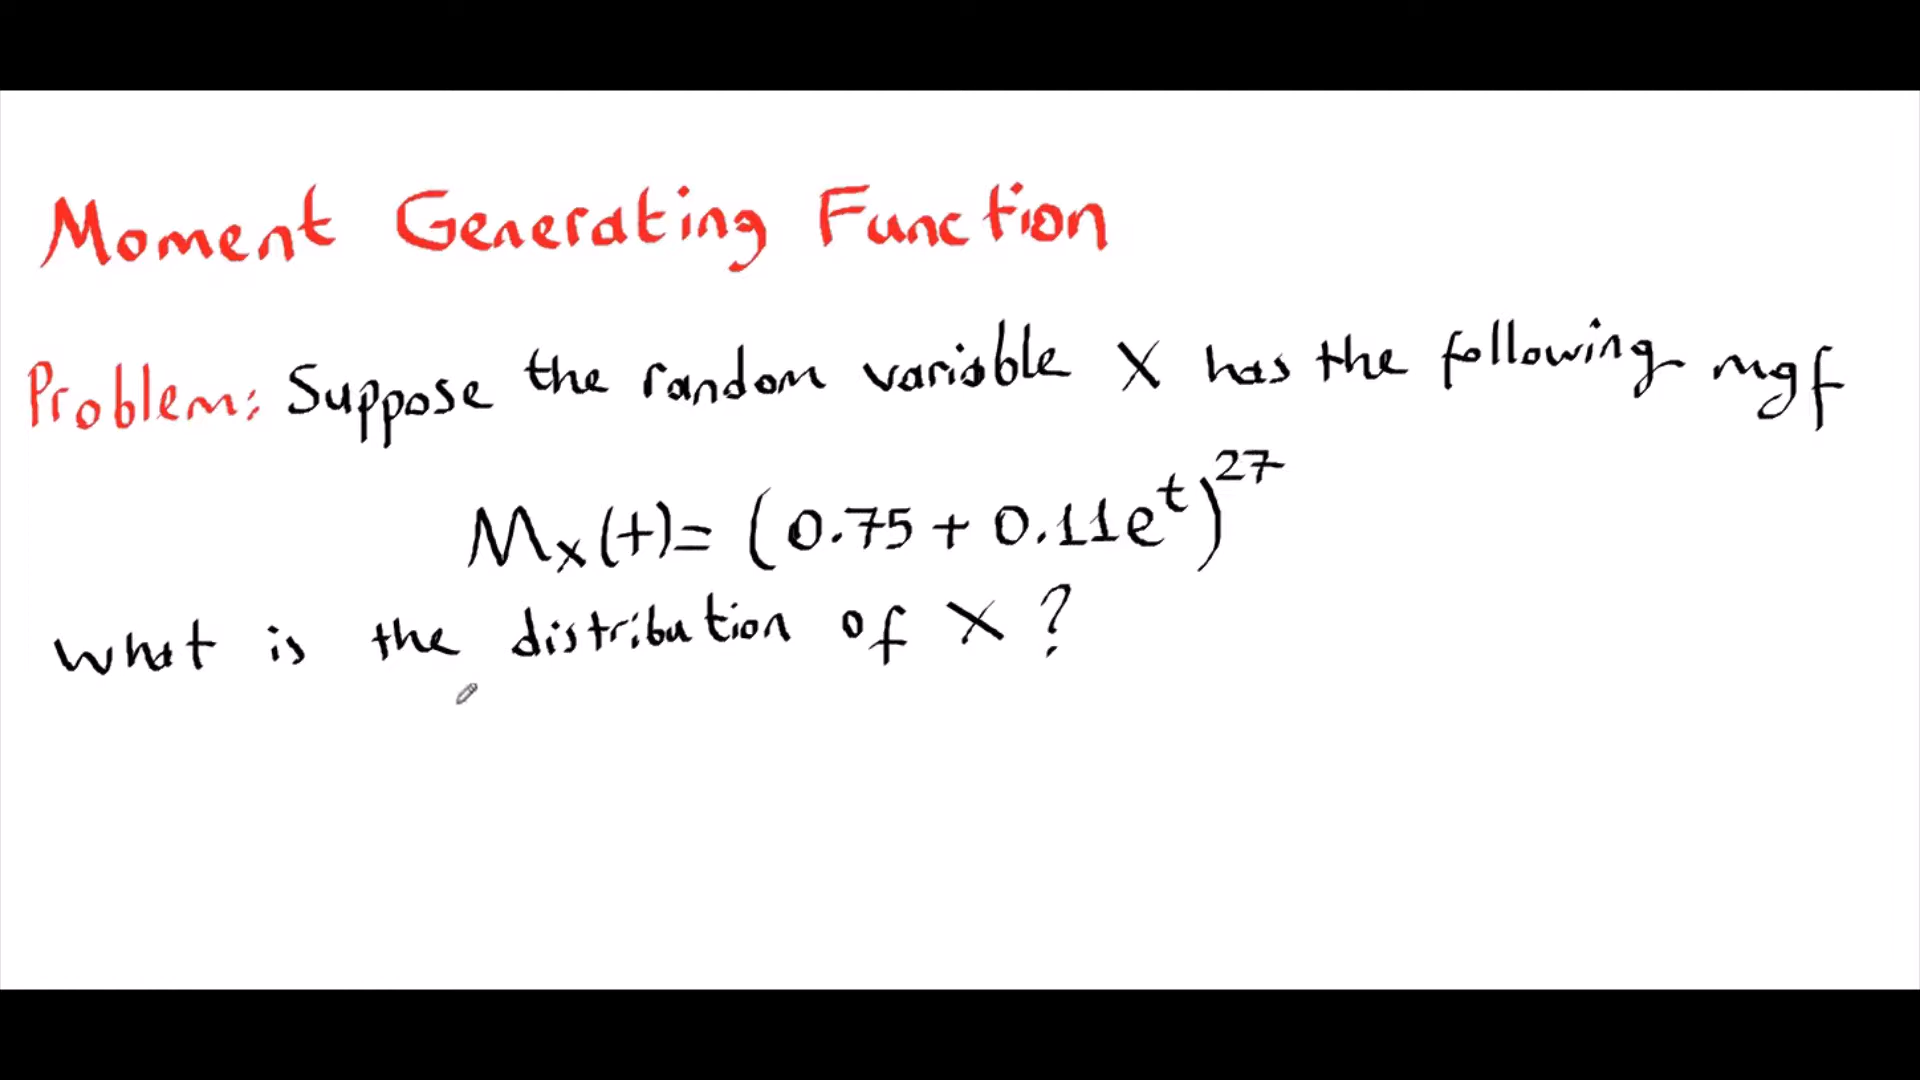 Moment Generating Function
Problem: Suppose the random variable X has the following mgf
Mx(t)= (0.75 + 0.11e^t)^27
What is the distribution of X ?